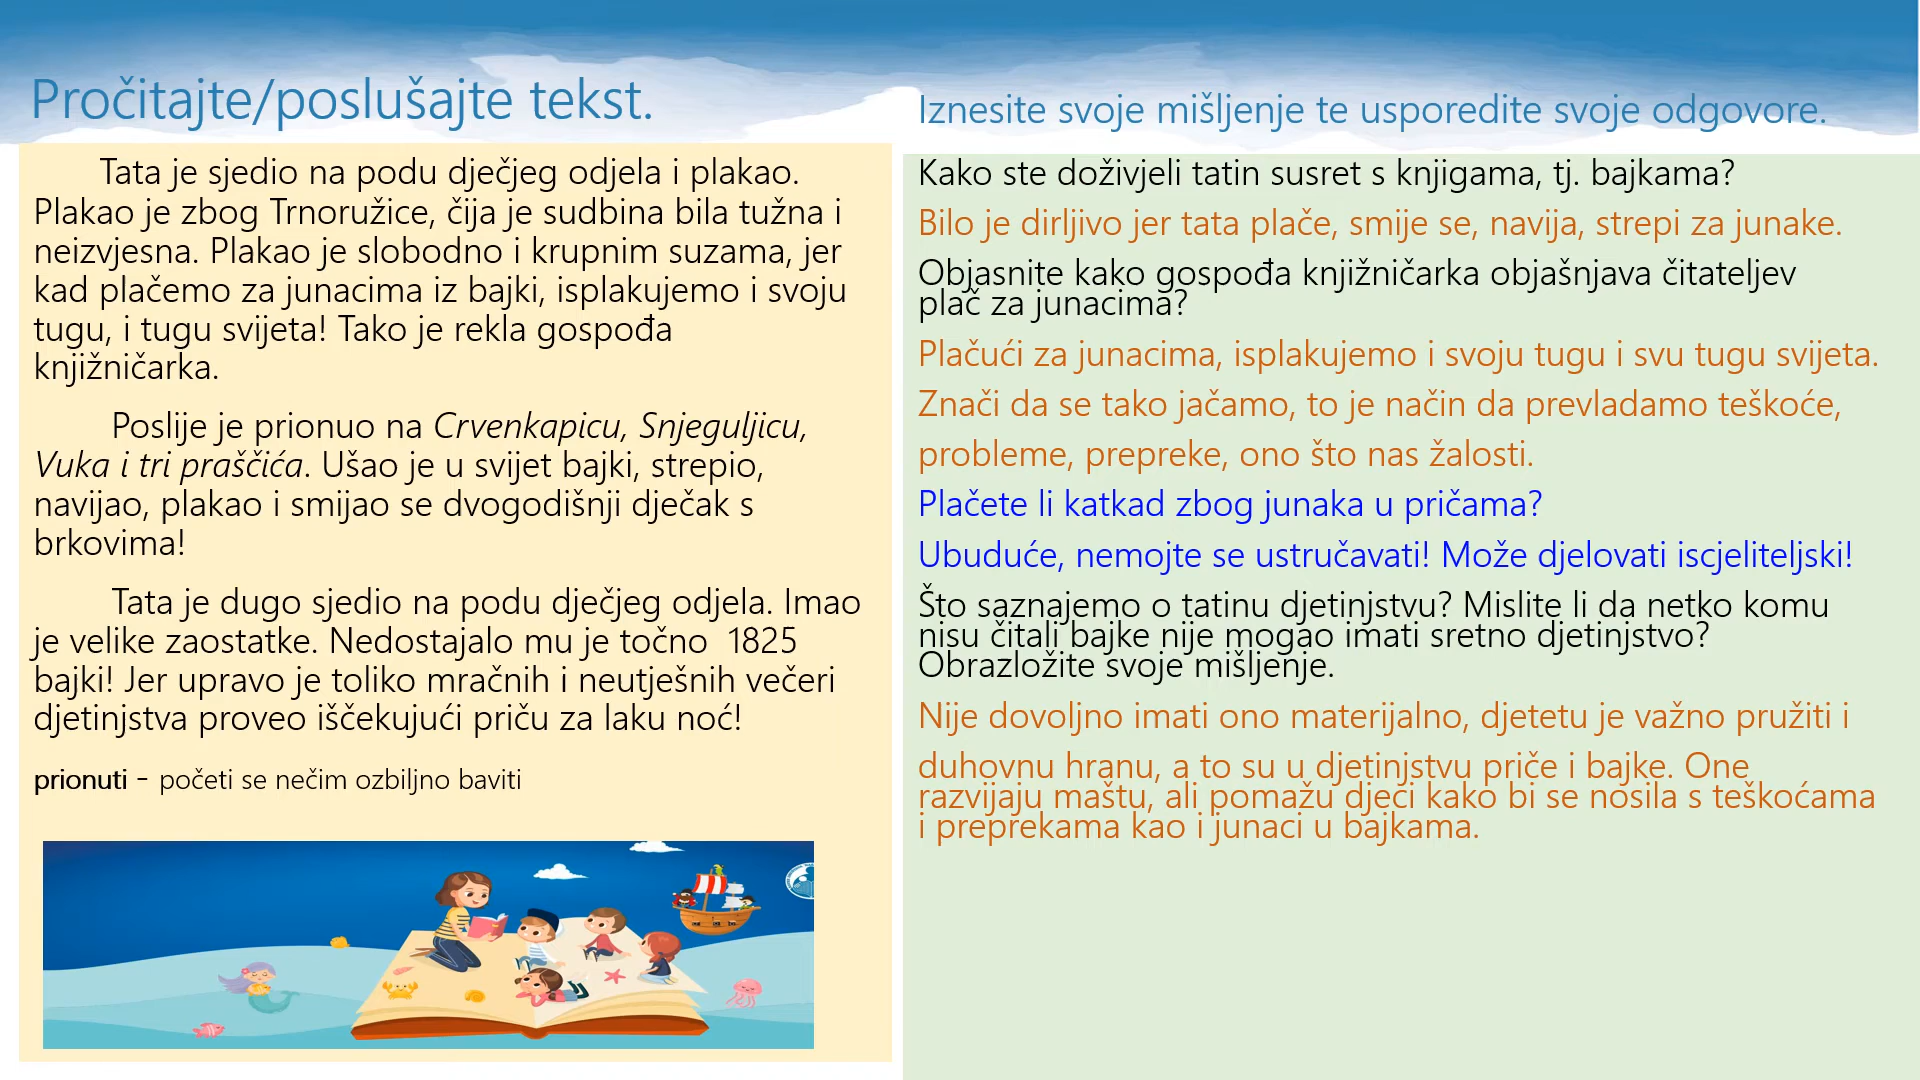 Pročitajte/poslušajte tekst.
Tata je sjedio na podu dječjeg odjela i plakao.
Plakao je zbog Trnoružice, čija je sudbina bila tužna i
neizvjesna. Plakao je slobodno i krupnim suzama, jer
kad plačemo za junacima iz bajki, isplakujemo i svoju
tugu, i tugu svijeta! Tako je rekla gospođa
knjižničarka.
Poslije je prionuo na Crvenkapicu, Snjeguljicu,
Vuka i tri praščića. Ušao je u svijet bajki, strepio,
navijao, plakao i smijao se dvogodišnji dječak s
brkovima!
Tata je dugo sjedio na podu dječjeg odjela. Imao
je velike zaostatke. Nedostajalo mu je točno 1825
bajki! Jer upravo je toliko mračnih i neutješnih večeri
djetinjstva proveo iščekujući priču za laku noć!
prionuti - početi se nečim ozbiljno baviti
Iznesite svoje mišljenje te usporedite svoje odgovore.
Kako ste doživjeli tatin susret s knjigama, tj. bajkama?
Bilo je dirljivo jer tata plače, smije se, navija, strepi za junake.
Objasnite kako gospođa knjižničarka objašnjava čitateljev
plač za junacima?
Plačući za junacima, isplakujemo i svoju tugu i svu tugu svijeta.
Znači da se tako jačamo, to je način da prevladamo teškoće,
probleme, prepreke, ono što nas žalosti.
Plačete li katkad zbog junaka u pričama?
Ubuduće, nemojte se ustručavati! Može djelovati iscjeliteljski!
Što saznajemo o tatinu djetinjstvu? Mislite li da netko komu
nisu čitali bajke nije mogao imati sretno djetinjstvo?
Obrazložite svoje mišljenje.
Nije dovoljno imati ono materijalno, djetetu je važno pružiti i
duhovnu hranu, a to su u djetinjstvu priče i bajke. One
razvijaju maštu, ali pomažu djeci kako bi se nosila s teškoćama
i preprekama kao i junaci u bajkama.